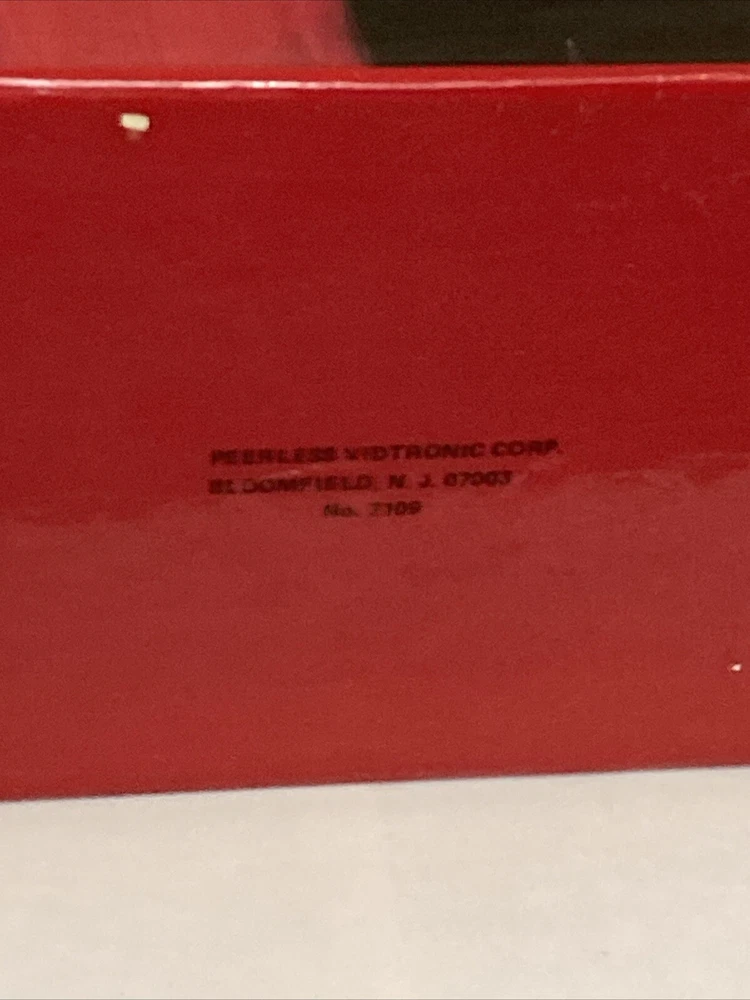 PEERLESS VIDTRONIC CORP.
BLOOMFIELD, N. J. 07003
No. 7109